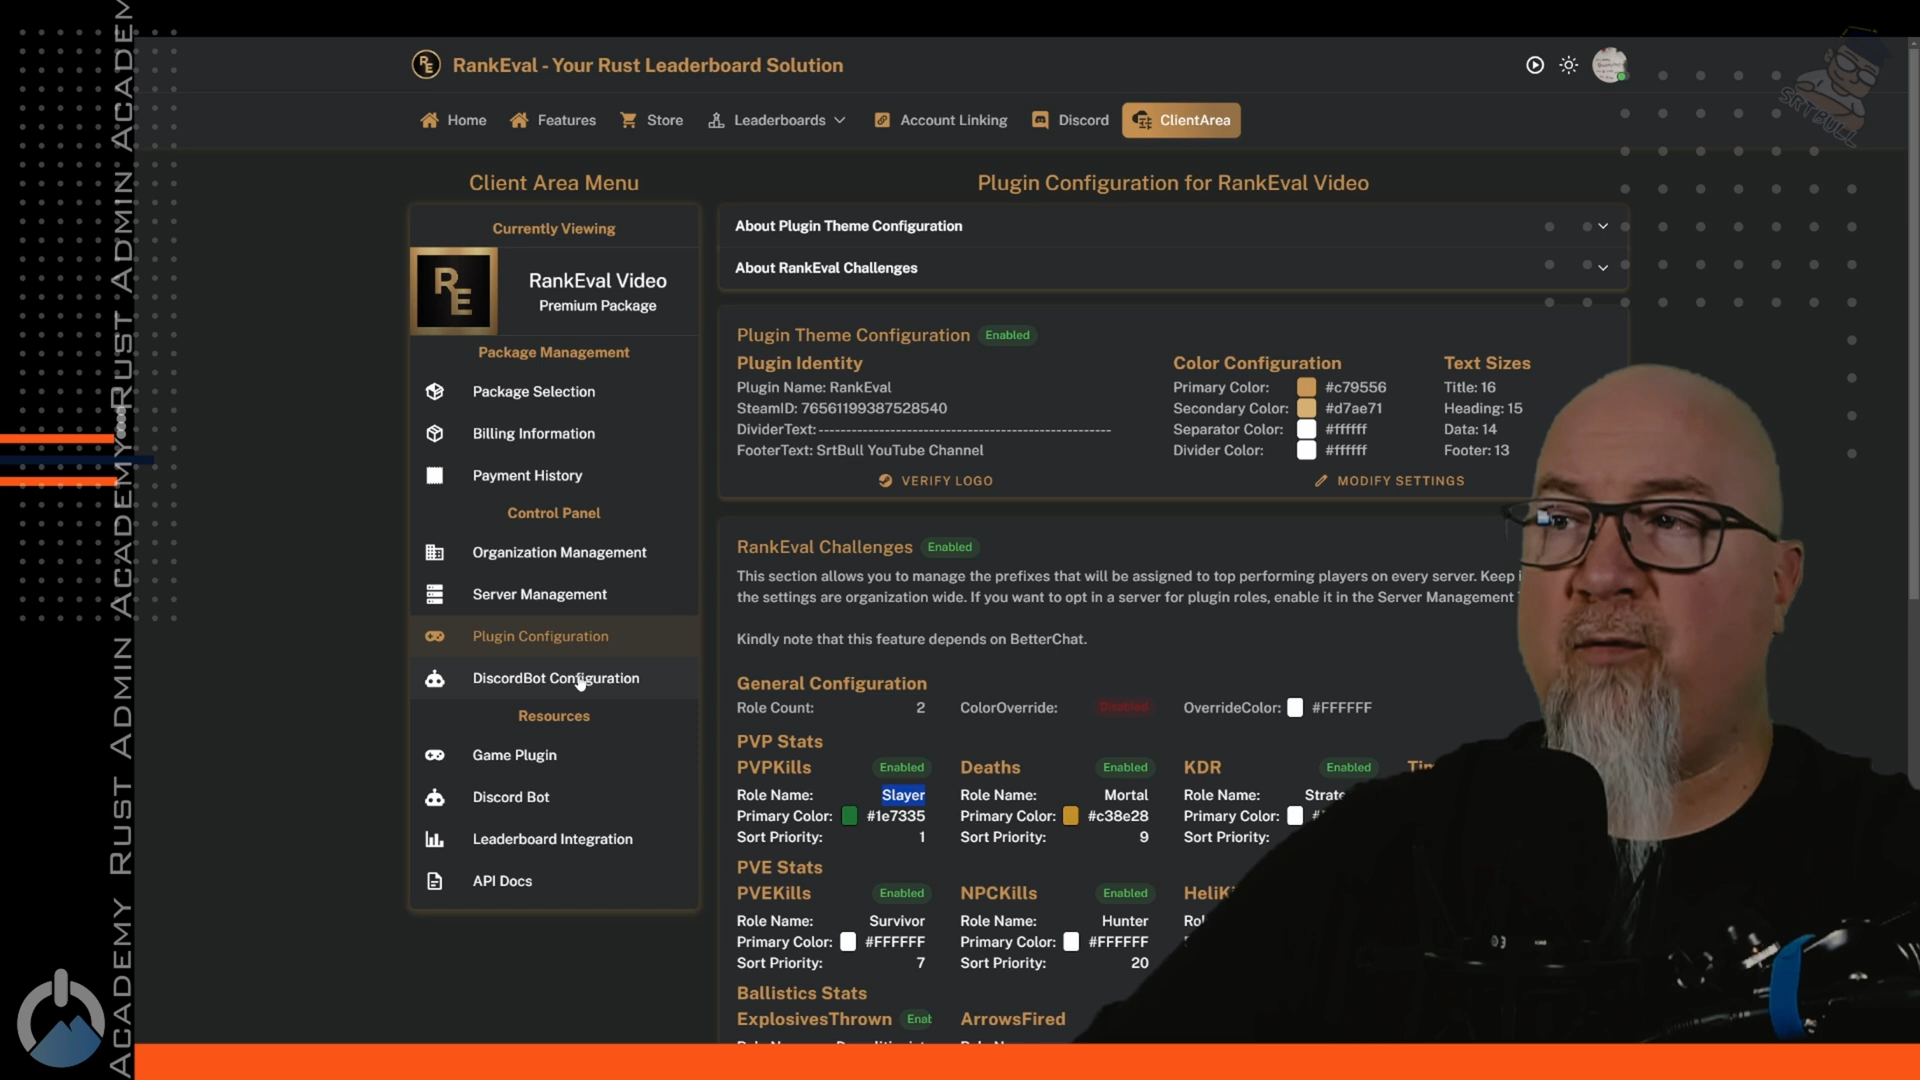 RankEval - Your Rust Leaderboard Solution
Home
Features
Store
Leaderboards
Account Linking
Discord
ClientArea
SRTBULL
ACADEMY RUST ADMIN ACADEMY RUST ADMIN ACADEM
Client Area Menu
Currently Viewing
RE
RankEval Video
Premium Package
Package Management
Package Selection
Billing Information
Payment History
Control Panel
Organization Management
Server Management
Plugin Configuration
DiscordBot Configuration
Resources
Game Plugin
Discord Bot
Leaderboard Integration
API Docs
Plugin Configuration for RankEval Video
About Plugin Theme Configuration
About RankEval Challenges
Plugin Theme Configuration Enabled
Plugin Identity
Plugin Name: RankEval
SteamID: 76561199387528540
DividerText: -----------------------------------------------------
FooterText: SrtBull YouTube Channel
VERIFY LOGO
Color Configuration
Primary Color: #c79556
Secondary Color: #d7ae71
Separator Color: #ffffff
Divider Color: #ffffff
MODIFY SETTINGS
Text Sizes
Title: 16
Heading: 15
Data: 14
Footer: 13
RankEval Challenges Enabled
This section allows you to manage the prefixes that will be assigned to top performing players on every server. Keep i
the settings are organization wide. If you want to opt in a server for plugin roles, enable it in the Server Management
Kindly note that this feature depends on BetterChat.
General Configuration
Role Count: 2 ColorOverride: Disabled OverrideColor: #FFFFFF
PVP Stats
PVPKills Enabled Deaths Enabled KDR Enabled Tim
Role Name: Slayer Role Name: Mortal Role Name: Strate
Primary Color: #1e7335 Primary Color: #c38e28 Primary Color: #
Sort Priority: 1 Sort Priority: 9 Sort Priority:
PVE Stats
PVEKills Enabled NPCKills Enabled HeliK
Role Name: Survivor Role Name: Hunter Rol
Primary Color: #FFFFFF Primary Color: #FFFFFF
Sort Priority: 7 Sort Priority: 20
Ballistics Stats
ExplosivesThrown Enab ArrowsFired